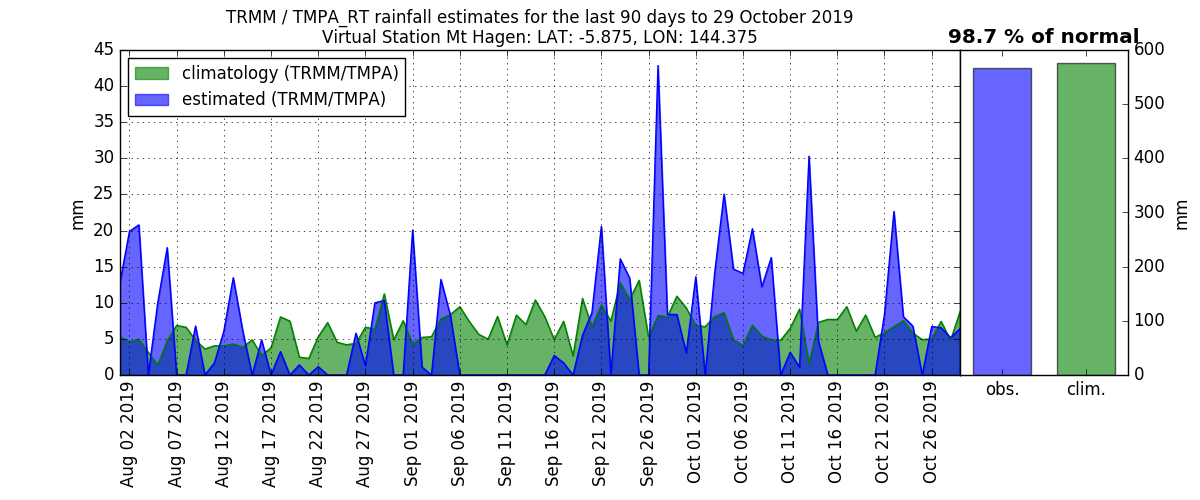 TRMM / TMPA_RT rainfall estimates for the last 90 days to 29 October 2019
Virtual Station Mt Hagen: LAT: -5.875, LON: 144.375
98.7 % of normal
climatology (TRMM/TMPA)
estimated (TRMM/TMPA)
45
40
35
30
25
20
15
10
5
0
mm
600
500
400
300
200
100
0
mm
obs.
clim.
Aug 02 2019
Aug 07 2019
Aug 12 2019
Aug 17 2019
Aug 22 2019
Aug 27 2019
Sep 01 2019
Sep 06 2019
Sep 11 2019
Sep 16 2019
Sep 21 2019
Sep 26 2019
Oct 01 2019
Oct 06 2019
Oct 11 2019
Oct 16 2019
Oct 21 2019
Oct 26 2019